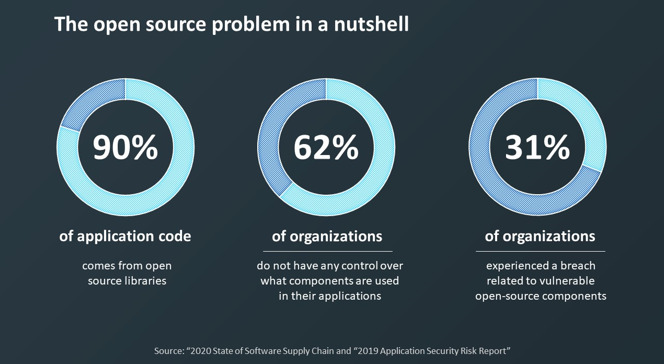 The open source problem in a nutshell
90%
62%
31%
of application code
of organizations
of organizations
comes from open
source libraries
do not have any control over
what components are used
in their applications
experienced a breach
related to vulnerable
open-source components
Source: “2020 State of Software Supply Chain and “2019 Application Security Risk Report”